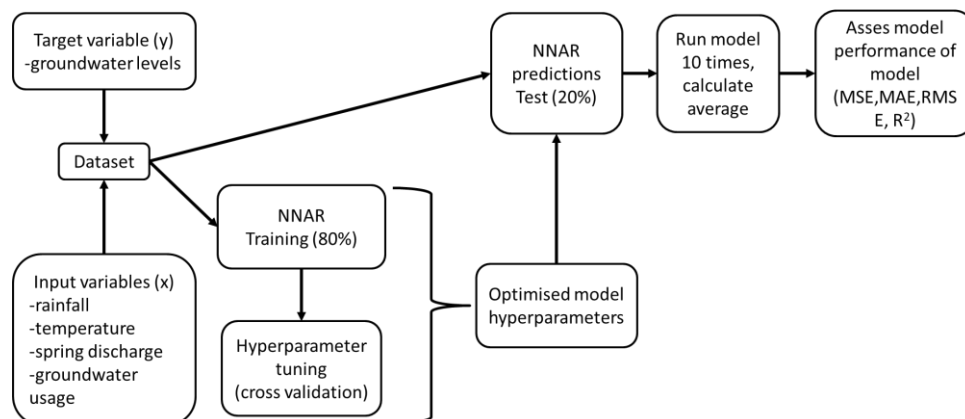 Target variable (y)
-groundwater levels
Dataset
Input variables (x)
-rainfall
-temperature
-spring discharge
-groundwater
usage
NNAR
Training (80%)
Hyperparameter
tuning
(cross validation)
Optimised model
hyperparameters
NNAR
predictions
Test (20%)
Run model
10 times,
calculate
average
Asses model
performance of
model
(MSE,MAE,RMS
E, R²)